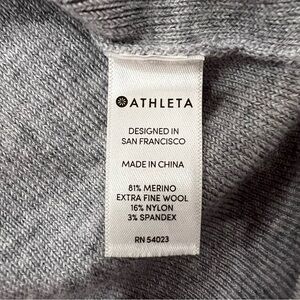 ATHLETA
DESIGNED IN
SAN FRANCISCO
MADE IN CHINA
81% MERINO
EXTRA FINE WOOL
16% NYLON
3% SPANDEX
RN 54023